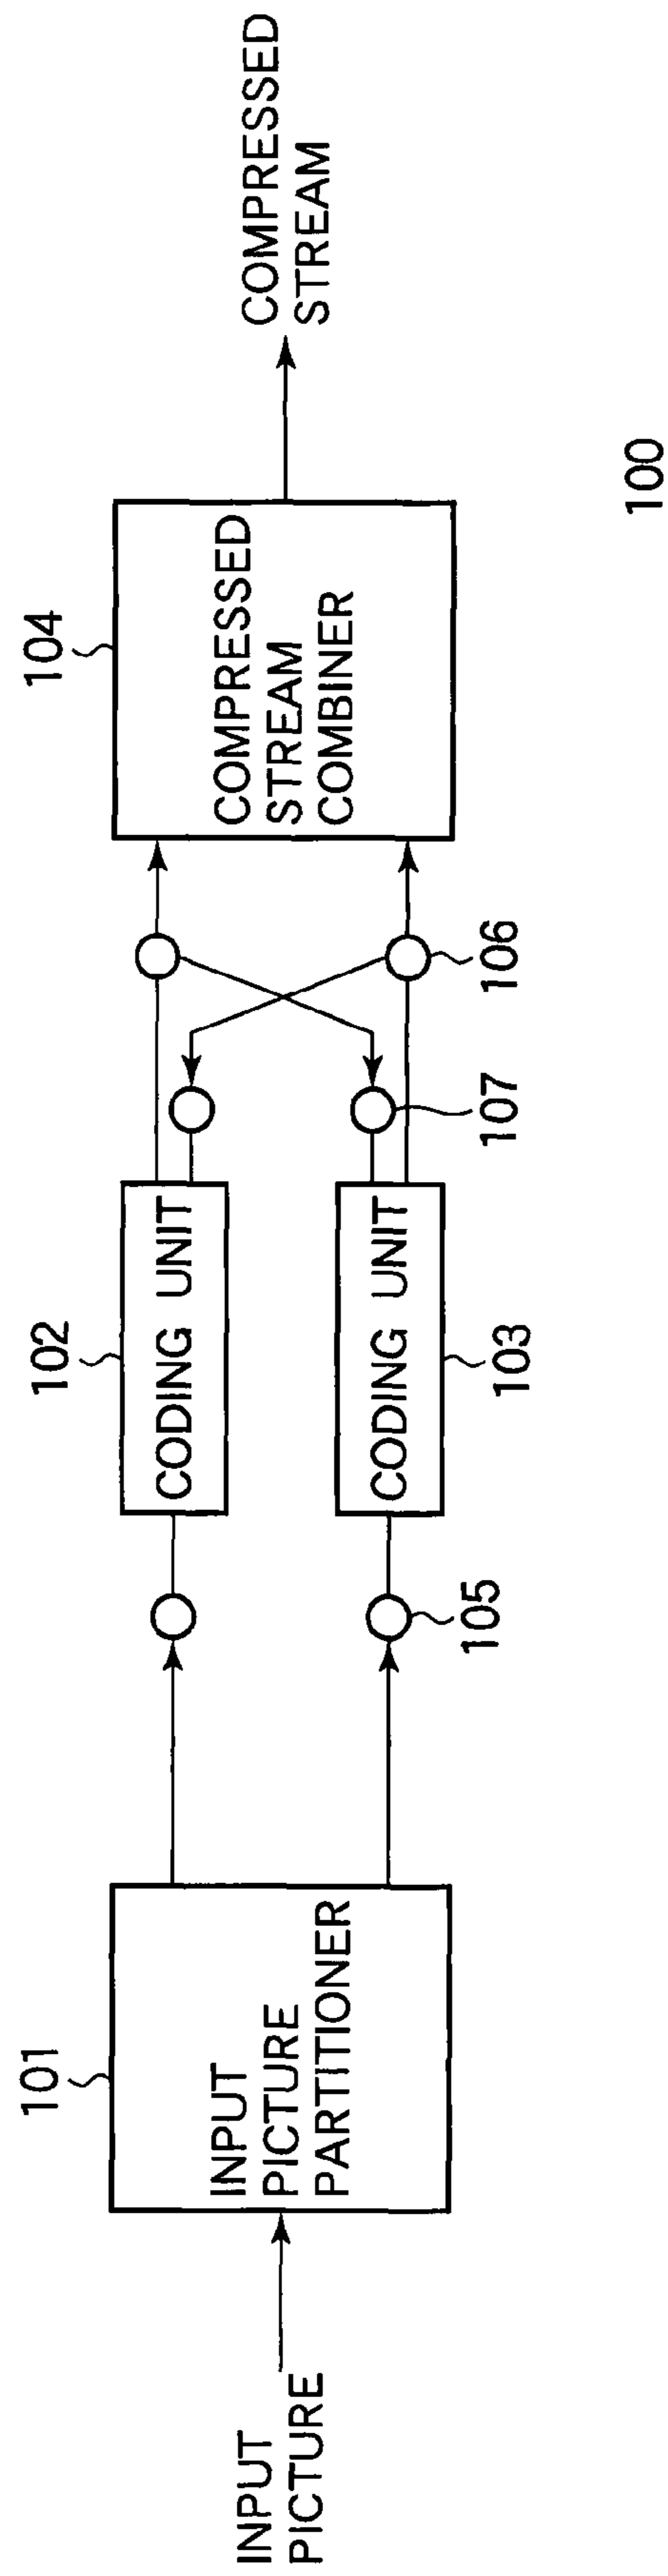 INPUT
PICTURE
101
INPUT
PICTURE
PARTITIONER
105
102
CODING UNIT
103
CODING UNIT
107
106
104
COMPRESSED
STREAM
COMBINER
COMPRESSED
STREAM
100